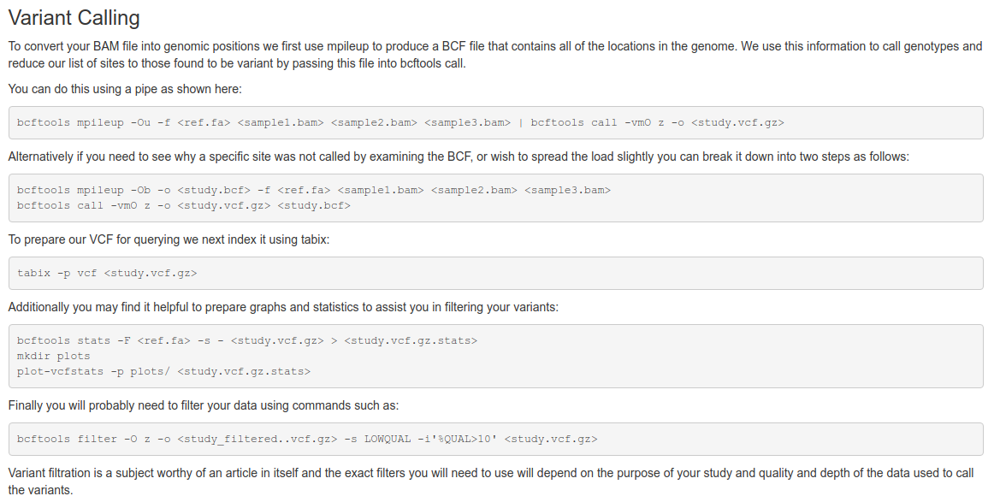 Variant Calling
To convert your BAM file into genomic positions we first use mpileup to produce a BCF file that contains all of the locations in the genome. We use this information to call genotypes and
reduce our list of sites to those found to be variant by passing this file into bcftools call.
You can do this using a pipe as shown here:
bcftools mpileup -Ou -f <ref.fa> <sample1.bam> <sample2.bam> <sample3.bam> | bcftools call -vmO z -o <study.vcf.gz>
Alternatively if you need to see why a specific site was not called by examining the BCF, or wish to spread the load slightly you can break it down into two steps as follows:
bcftools mpileup -Ob -o <study.bcf> -f <ref.fa> <sample1.bam> <sample2.bam> <sample3.bam>
bcftools call -vmO z -o <study.vcf.gz> <study.bcf>
To prepare our VCF for querying we next index it using tabix:
tabix -p vcf <study.vcf.gz>
Additionally you may find it helpful to prepare graphs and statistics to assist you in filtering your variants:
bcftools stats -F <ref.fa> -s - <study.vcf.gz> > <study.vcf.gz.stats>
mkdir plots
plot-vcfstats -p plots/ <study.vcf.gz.stats>
Finally you will probably need to filter your data using commands such as:
bcftools filter -O z -o <study_filtered..vcf.gz> -s LOWQUAL -i'%QUAL>10' <study.vcf.gz>
Variant filtration is a subject worthy of an article in itself and the exact filters you will need to use will depend on the purpose of your study and quality and depth of the data used to call
the variants.